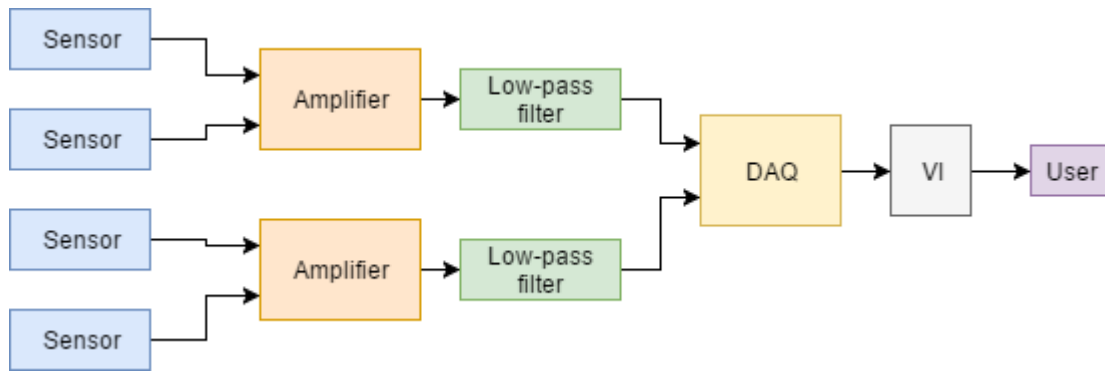 Sensor
Sensor
Amplifier
Low-pass
filter
Sensor
Sensor
Amplifier
Low-pass
filter
DAQ
VI
User